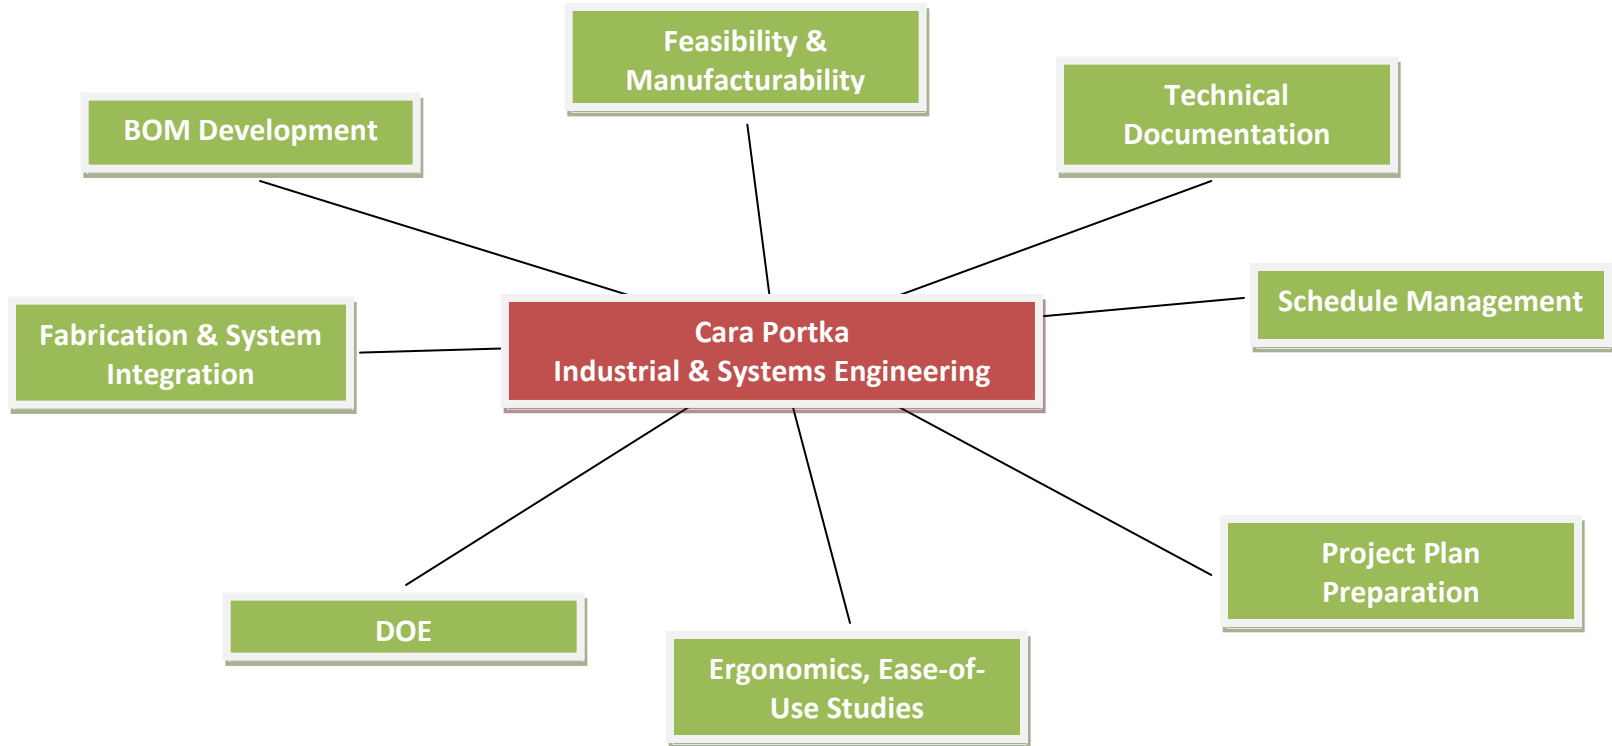 Feasibility &
Manufacturability
Technical
Documentation
BOM Development
Schedule Management
Fabrication & System
Integration
Cara Portka
Industrial & Systems Engineering
Project Plan
Preparation
DOE
Ergonomics, Ease-of-
Use Studies